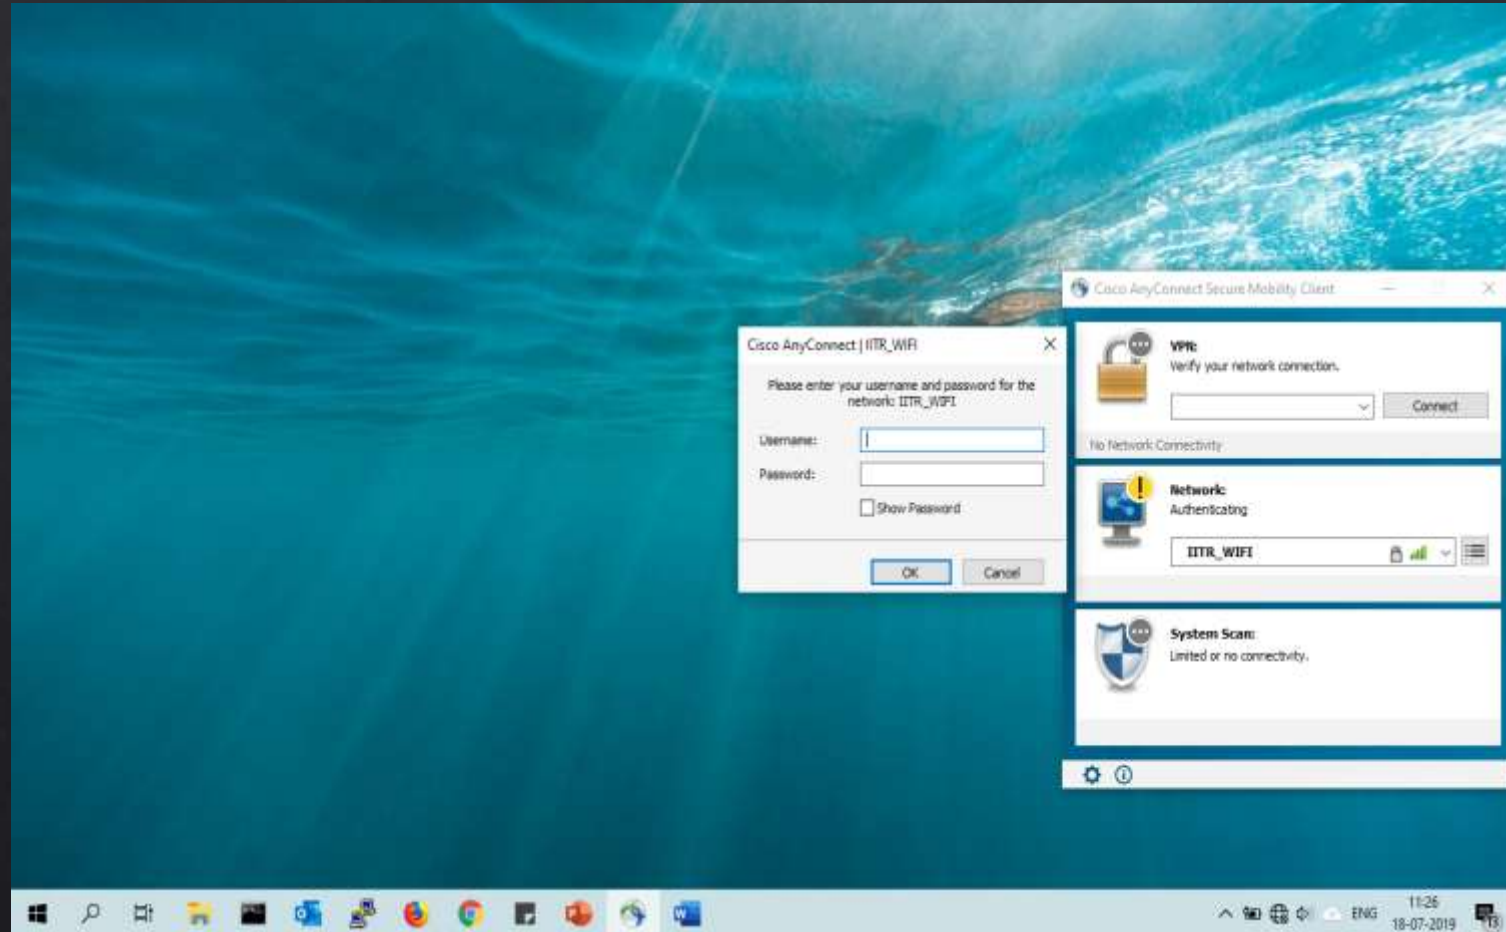 Cisco AnyConnect Secure Mobility Client
Cisco AnyConnect | IITR_WIFI
Please enter your username and password for the
network: IITR_WIFI
Username:
Password:
Show Password
OK
Cancel
VPN:
Verify your network connection.
Connect
No Network Connectivity
Network:
Authenticating
IITR_WIFI
System Scan:
Limited or no connectivity.
ENG
11:26
18-07-2019
13